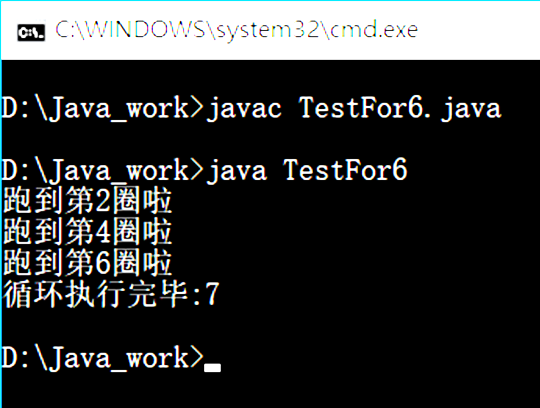 C:\WINDOWS\system32\cmd.exe
D:\Java_work>javac TestFor6.java
D:\Java_work>java TestFor6
跑到第2圈啦
跑到第4圈啦
跑到第6圈啦
循环执行完毕:7
D:\Java_work>